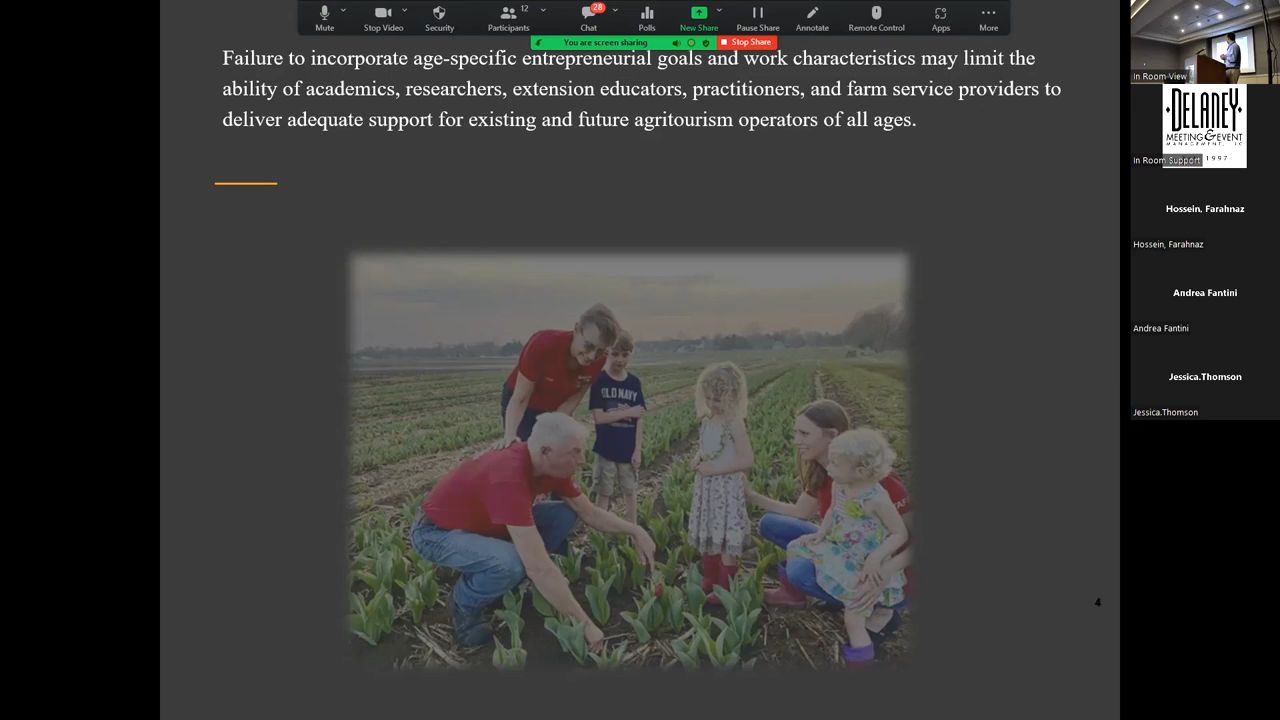 Mute
Stop Video
Security
Participants
12
Chat
28
Polls
New Share
Pause Share
Annotate
Remote Control
Apps
More
You are screen sharing
Stop Share
Failure to incorporate age-specific entrepreneurial goals and work characteristics may limit the
ability of academics, researchers, extension educators, practitioners, and farm service providers to
deliver adequate support for existing and future agritourism operators of all ages.
OLD NAVY
4
In Room View
DELANEY
MEETING & EVENT
MANAGEMENT, LLC
1997
In Room Support
Hossein, Farahnaz
Hossein, Farahnaz
Andrea Fantini
Andrea Fantini
Jessica.Thomson
Jessica.Thomson